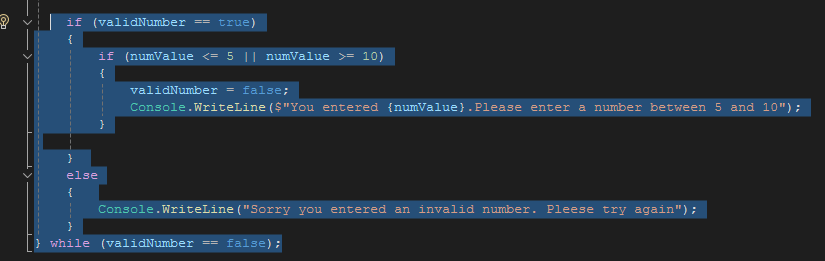 if (validNumber == true)
{
if (numValue <= 5 || numValue >= 10)
{
validNumber = false;
Console.WriteLine($"You entered {numValue}.Please enter a number between 5 and 10");
}
}
else
{
Console.WriteLine("Sorry you entered an invalid number. Pleese try again");
}
} while (validNumber == false);